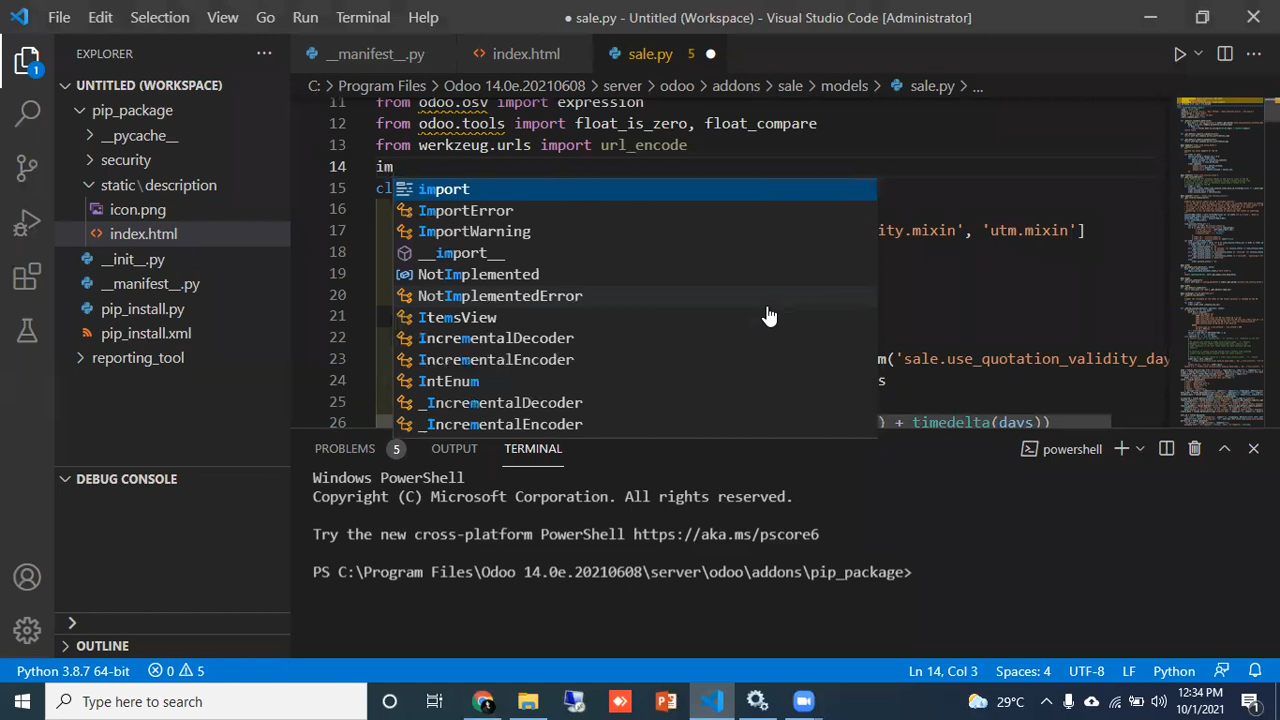 File Edit Selection View Go Run Terminal Help
● sale.py - Untitled (Workspace) - Visual Studio Code [Administrator]
EXPLORER
UNTITLED (WORKSPACE)
pip_package
__pycache__
security
static\description
icon.png
index.html
__init__.py
__manifest__.py
pip_install.py
pip_install.xml
reporting_tool
DEBUG CONSOLE
OUTLINE
1
__manifest__.py index.html sale.py 5
C: > Program Files > Odoo 14.0e.20210608 > server > odoo > addons > sale > models > sale.py > ...
11 from odoo.osv import expression
12 from odoo.tools import float_is_zero, float_compare
13 from werkzeug.urls import url_encode
14 im
15 cl
16
17 ity.mixin', 'utm.mixin']
18
19
20
21
22
23 m('sale.use_quotation_validity_day
24 s
25
26 ) + timedelta(days))
import
ImportError
ImportWarning
__import__
NotImplemented
NotImplementedError
ItemsView
IncrementalDecoder
IncrementalEncoder
IntEnum
_IncrementalDecoder
_IncrementalEncoder
PROBLEMS 5 OUTPUT TERMINAL
powershell
Windows PowerShell
Copyright (C) Microsoft Corporation. All rights reserved.
Try the new cross-platform PowerShell https://aka.ms/pscore6
PS C:\Program Files\Odoo 14.0e.20210608\server\odoo\addons\pip_package>
Python 3.8.7 64-bit 0 5 Ln 14, Col 3 Spaces: 4 UTF-8 LF Python
Type here to search
29°C
12:34 PM
10/1/2021
1